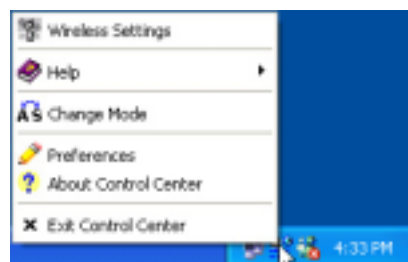 Wireless Settings
Help
Change Mode
Preferences
About Control Center
Exit Control Center
4:33 PM